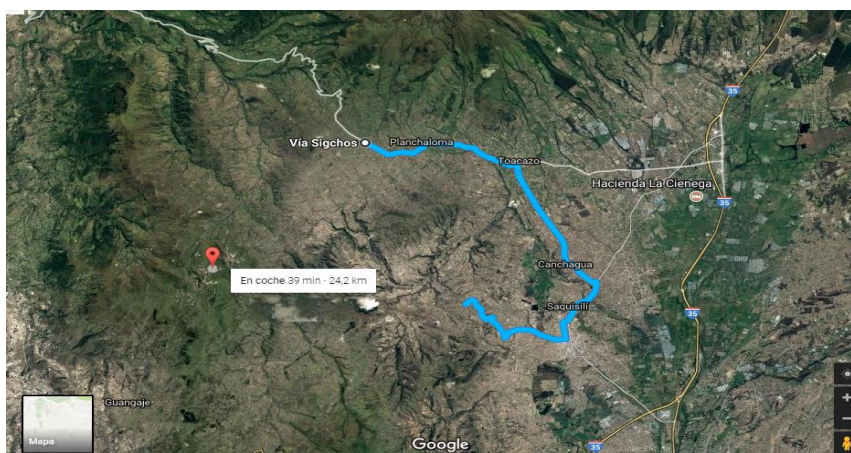 35
Vía Sigchos
Planchaloma
Toacazo
Hacienda La Cienega
35
Canchagua
En coche 39 min - 24,2 km
Saquisilí
35
Guangaje
Mapa
Google
35